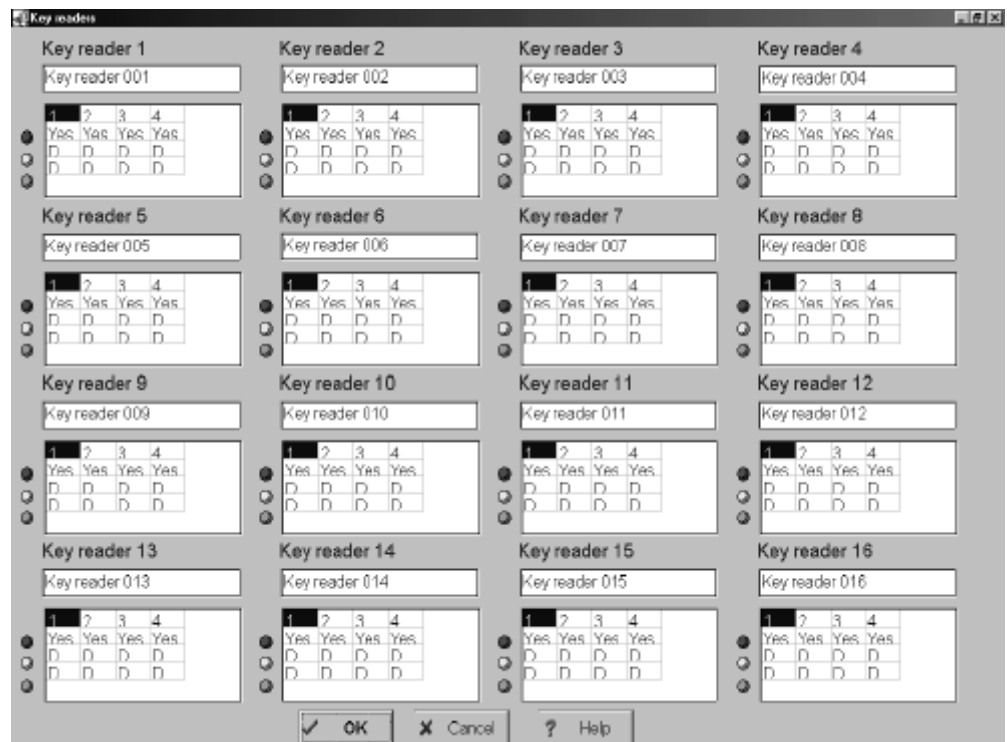 Key readers
Key reader 1 Key reader 2 Key reader 3 Key reader 4
Key reader 001 Key reader 002 Key reader 003 Key reader 004
1 2 3 4 1 2 3 4 1 2 3 4 1 2 3 4
Yes Yes Yes Yes Yes Yes Yes Yes Yes Yes Yes Yes Yes Yes Yes Yes
D D D D D D D D D D D D D D D D
D D D D D D D D D D D D D D D D
Key reader 5 Key reader 6 Key reader 7 Key reader 8
Key reader 005 Key reader 006 Key reader 007 Key reader 008
1 2 3 4 1 2 3 4 1 2 3 4 1 2 3 4
Yes Yes Yes Yes Yes Yes Yes Yes Yes Yes Yes Yes Yes Yes Yes Yes
D D D D D D D D D D D D D D D D
D D D D D D D D D D D D D D D D
Key reader 9 Key reader 10 Key reader 11 Key reader 12
Key reader 009 Key reader 010 Key reader 011 Key reader 012
1 2 3 4 1 2 3 4 1 2 3 4 1 2 3 4
Yes Yes Yes Yes Yes Yes Yes Yes Yes Yes Yes Yes Yes Yes Yes Yes
D D D D D D D D D D D D D D D D
D D D D D D D D D D D D D D D D
Key reader 13 Key reader 14 Key reader 15 Key reader 16
Key reader 013 Key reader 014 Key reader 015 Key reader 016
1 2 3 4 1 2 3 4 1 2 3 4 1 2 3 4
Yes Yes Yes Yes Yes Yes Yes Yes Yes Yes Yes Yes Yes Yes Yes Yes
D D D D D D D D D D D D D D D D
D D D D D D D D D D D D D D D D
OK Cancel ? Help